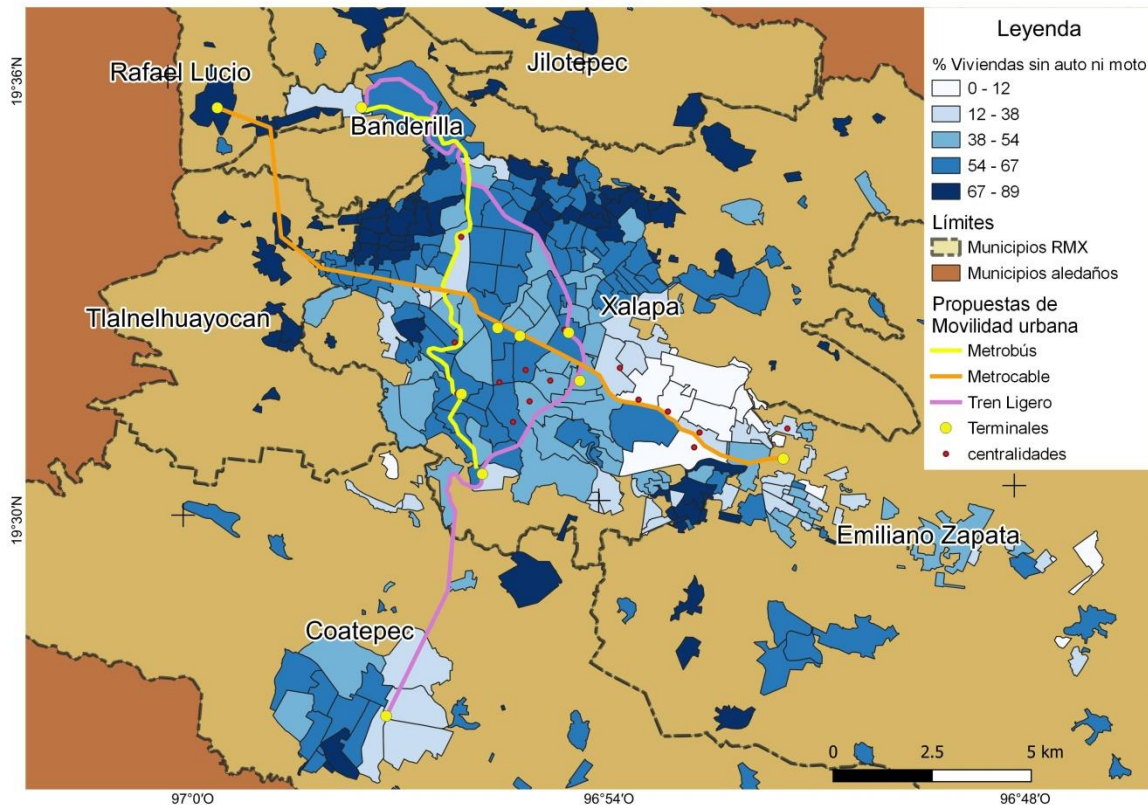 19°36'N
19°30'N
Rafael Lucio
Jilotepec
Banderilla
Xalapa
Tlalnelhuayocan
Emiliano Zapata
Coatepec
Leyenda
% Viviendas sin auto ni moto
0 - 12
12 - 38
38 - 54
54 - 67
67 - 89
Límites
Municipios RMX
Municipios aledaños
Propuestas de
Movilidad urbana
Metrobús
Metrocable
Tren Ligero
Terminales
centralidades
0 2.5 5 km
97°0'O 96°54'O 96°48'O